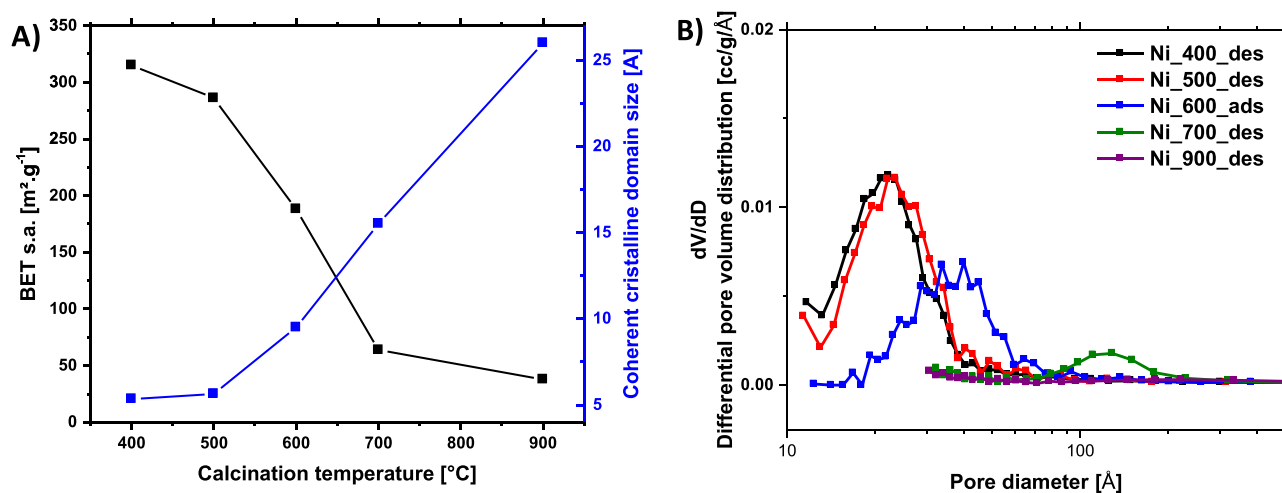 A)
BET s.a. [m²·g⁻¹]
350
300
250
200
150
100
50
0
400 500 600 700 800 900
Calcination temperature [°C]
25
20
15
10
5
Coherent cristalline domain size [A]
B)
Differential pore volume distribution [cc/g/Å]
dV/dD
0.02
0.01
0.00
10 100
Pore diameter [Å]
Ni_400_des
Ni_500_des
Ni_600_ads
Ni_700_des
Ni_900_des